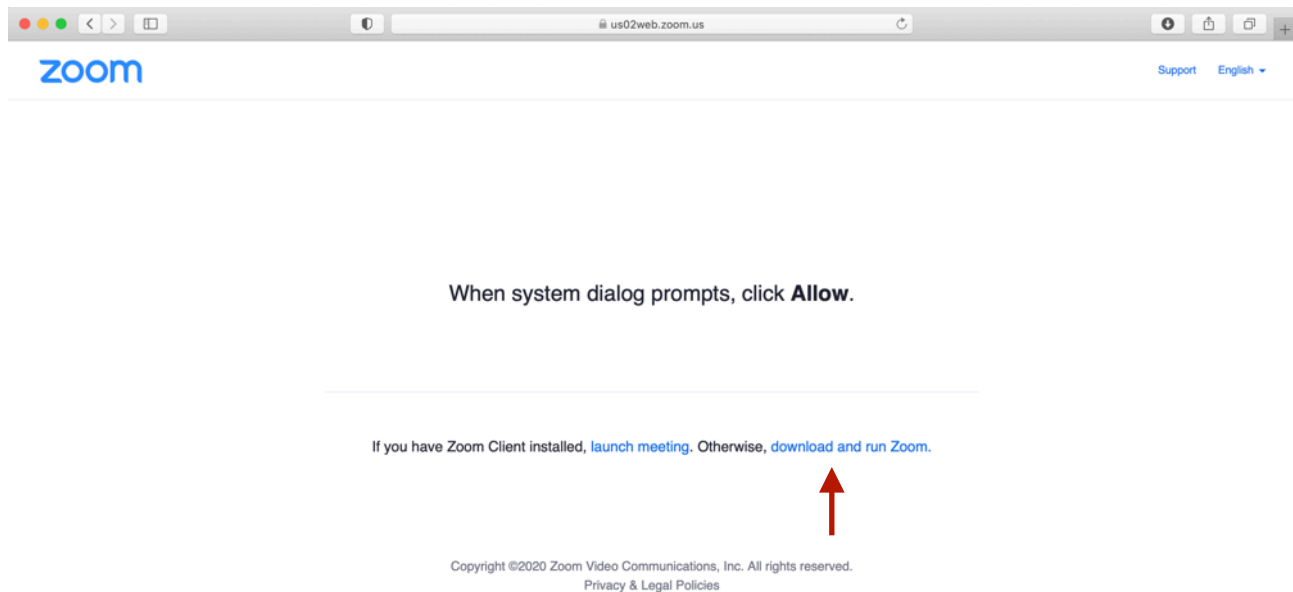 us02web.zoom.us
zoom
Support English
When system dialog prompts, click Allow.
If you have Zoom Client installed, launch meeting. Otherwise, download and run Zoom.
Copyright ©2020 Zoom Video Communications, Inc. All rights reserved.
Privacy & Legal Policies